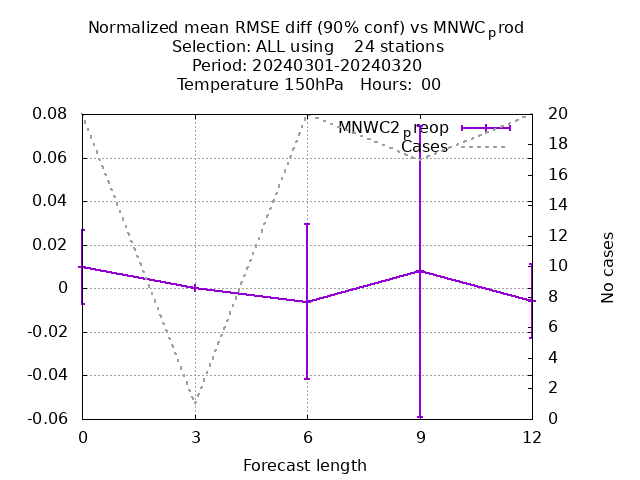 Normalized mean RMSE diff (90% conf) vs MNWCprod
Selection: ALL using    24 stations
Period: 20240301-20240320
Temperature 150hPa   Hours:  00
MNWC2preop
Cases
0.08
0.06
0.04
0.02
0
-0.02
-0.04
-0.06
20
18
16
14
12
10
8
6
4
2
0
No cases
0 3 6 9 12
Forecast length